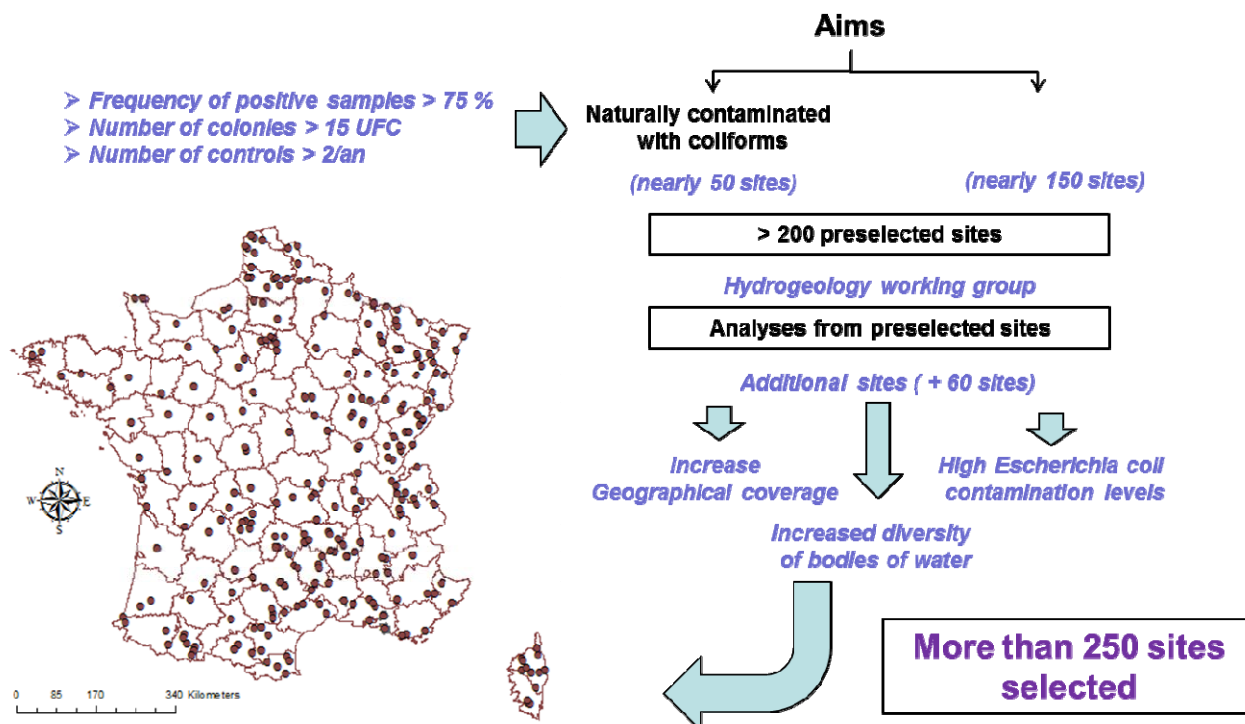 Aims
➢ Frequency of positive samples > 75 %
➢ Number of colonies > 15 UFC
➢ Number of controls > 2/an
Naturally contaminated
with coliforms
(nearly 50 sites)
(nearly 150 sites)
> 200 preselected sites
Hydrogeology working group
Analyses from preselected sites
Additional sites ( + 60 sites)
Increase
Geographical coverage
High Escherichia coli
contamination levels
Increased diversity
of bodies of water
More than 250 sites
selected
N
W E
S
0 85 170 340 Kilometers